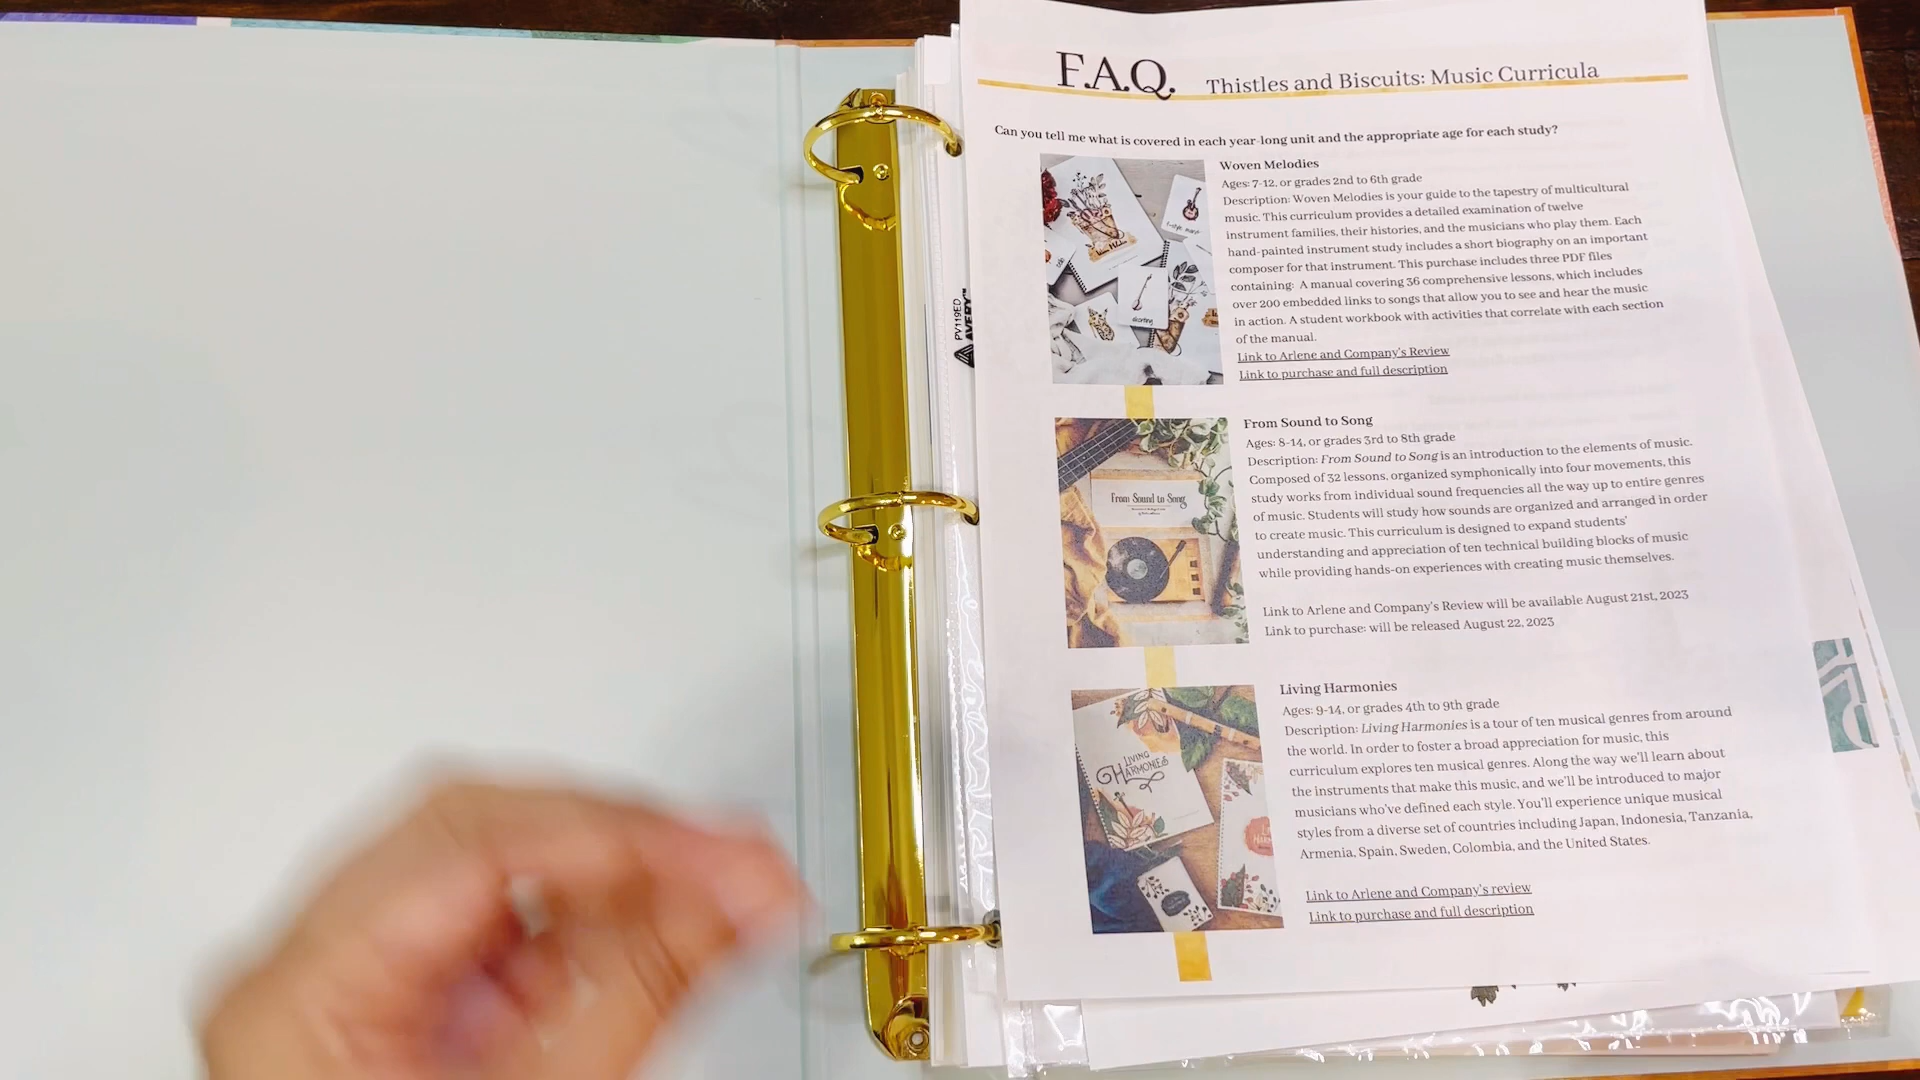 F.A.Q. Thistles and Biscuits: Music Curricula
Can you tell me what is covered in each year-long unit and the appropriate age for each study?
Woven Melodies
Ages: 7-12, or grades 2nd to 6th grade
Description: Woven Melodies is your guide to the tapestry of multicultural
music. This curriculum provides a detailed examination of twelve
instrument families, their histories, and the musicians who play them. Each
hand-painted instrument study includes a short biography on an important
composer for that instrument. This purchase includes three PDF files
containing: A manual covering 36 comprehensive lessons, which includes
over 200 embedded links to songs that allow you to see and hear the music
in action. A student workbook with activities that correlate with each section
of the manual.
Link to Arlene and Company's Review
Link to purchase and full description
PV119ED
AVERY
From Sound to Song
From Sound to Song
Ages: 8-14, or grades 3rd to 8th grade
Description: From Sound to Song is an introduction to the elements of music.
Composed of 32 lessons, organized symphonically into four movements, this
study works from individual sound frequencies all the way up to entire genres
of music. Students will study how sounds are organized and arranged in order
to create music. This curriculum is designed to expand students'
understanding and appreciation of ten technical building blocks of music
while providing hands-on experiences with creating music themselves.
Link to Arlene and Company's Review will be available August 21st, 2023
Link to purchase: will be released August 22, 2023
LIVING
HARMONIES
Living Harmonies
Ages: 9-14, or grades 4th to 9th grade
Description: Living Harmonies is a tour of ten musical genres from around
the world. In order to foster a broad appreciation for music, this
curriculum explores ten musical genres. Along the way we'll learn about
the instruments that make this music, and we'll be introduced to major
musicians who've defined each style. You'll experience unique musical
styles from a diverse set of countries including Japan, Indonesia, Tanzania,
Armenia, Spain, Sweden, Colombia, and the United States.
Link to Arlene and Company's review
Link to purchase and full description